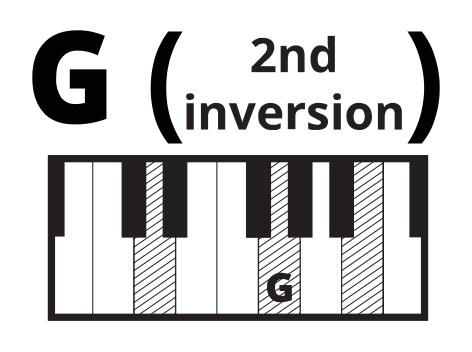 G (2nd
inversion)
G